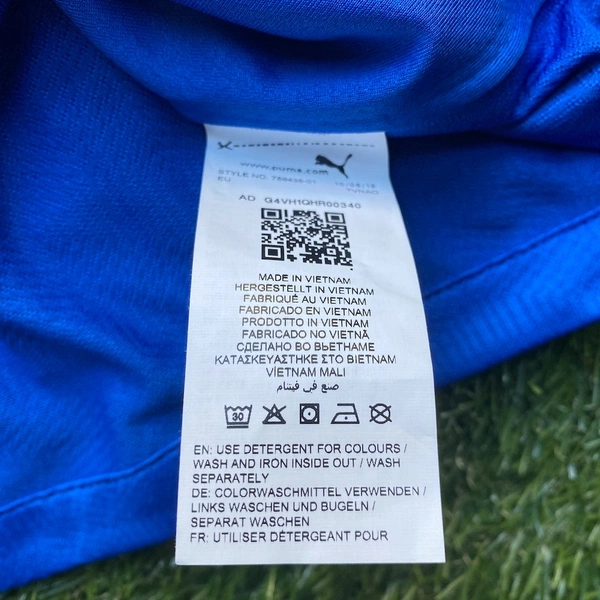 www.puma.com
STYLE NO. 769435-01
EU
AD G4VH1QHR00340
MADE IN VIETNAM
HERGESTELLT IN VIETNAM
FABRIQUÉ AU VIETNAM
FABRICADO EN VIETNAM
PRODOTTO IN VIETNAM
FABRICADO NO VIETNÃ
СДЕЛАНО ВО ВЬЕТНАМЕ
ΚΑΤΑΣΚΕΥΑΣΤΗΚΕ ΣΤΟ ΒΙΕΤΝΑΜ
VİETNAM MALI
صنع في فيتنام
30
EN: USE DETERGENT FOR COLOURS /
WASH AND IRON INSIDE OUT / WASH
SEPARATELY
DE: COLORWASCHMITTEL VERWENDEN /
LINKS WASCHEN UND BUGELN /
SEPARAT WASCHEN
FR: UTILISER DÉTERGENT POUR